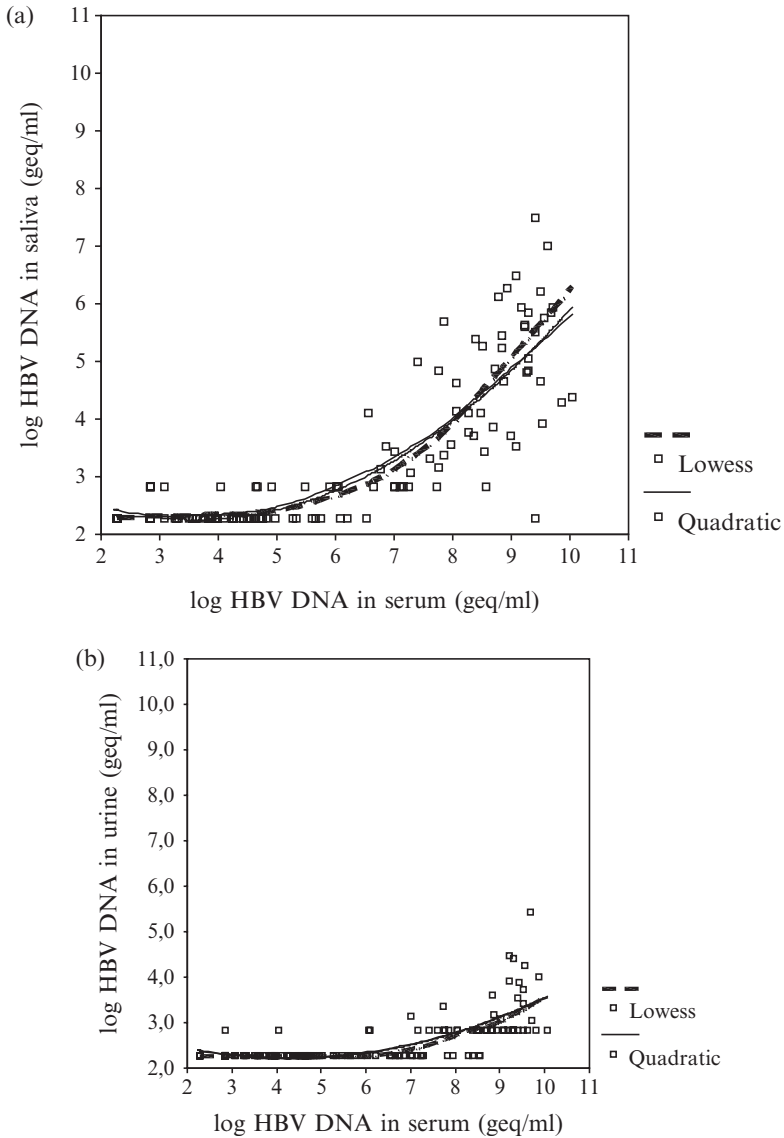 (a)
11
10
9
8
7
6
5
4
3
2
log HBV DNA in saliva (geq/ml)
2 3 4 5 6 7 8 9 10 11
log HBV DNA in serum (geq/ml)
Lowess
Quadratic
(b)
11,0
10,0
9,0
8,0
7,0
6,0
5,0
4,0
3,0
2,0
log HBV DNA in urine (geq/ml)
2 3 4 5 6 7 8 9 10 11
log HBV DNA in serum (geq/ml)
Lowess
Quadratic